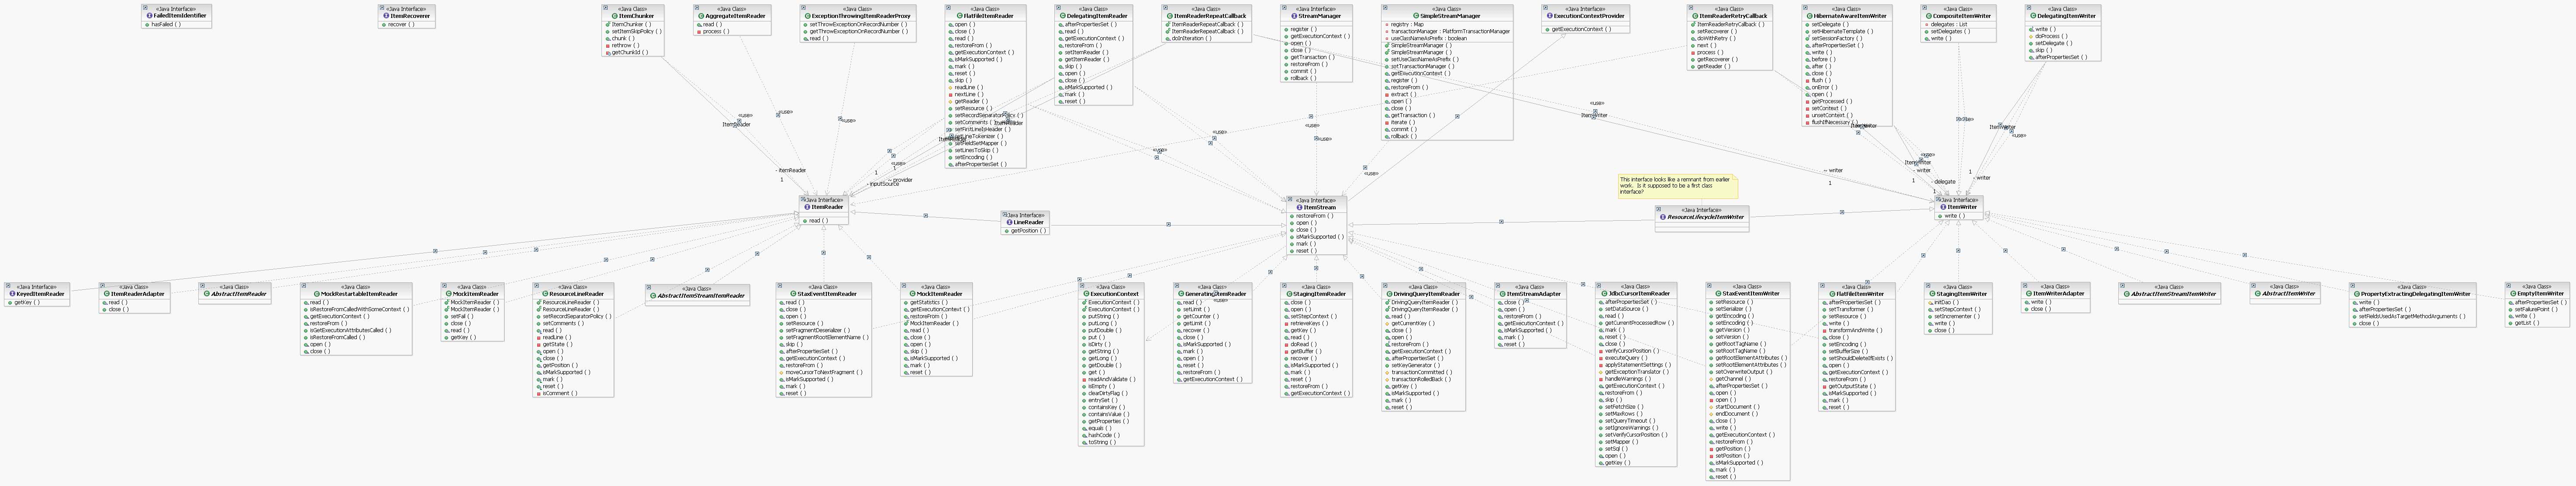 «Java Interface»
FailedItemIdentifier
hasFailed ( )
«Java Interface»
ItemRecoverer
recover ( )
«Java Class»
ItemChunker
ItemChunker ( )
setItemSkipPolicy ( )
chunk ( )
rethrow ( )
getChunkId ( )
«Java Class»
AggregateItemReader
read ( )
process ( )
«Java Class»
ExceptionThrowingItemReaderProxy
setThrowExceptionOnRecordNumber ( )
getThrowExceptionOnRecordNumber ( )
read ( )
«Java Class»
FlatFileItemReader
open ( )
close ( )
read ( )
restoreFrom ( )
getExecutionContext ( )
isMarkSupported ( )
mark ( )
reset ( )
skip ( )
readLine ( )
nextLine ( )
getReader ( )
setResource ( )
setRecordSeparatorPolicy ( )
setComments ( )
setFirstLineIsHeader ( )
setLineTokenizer ( )
setFieldSetMapper ( )
setLinesToSkip ( )
setEncoding ( )
afterPropertiesSet ( )
«Java Class»
DelegatingItemReader
afterPropertiesSet ( )
read ( )
getExecutionContext ( )
restoreFrom ( )
setItemReader ( )
getItemReader ( )
skip ( )
open ( )
close ( )
isMarkSupported ( )
mark ( )
reset ( )
«Java Class»
ItemReaderRepeatCallback
ItemReaderRepeatCallback ( )
ItemReaderRepeatCallback ( )
doInIteration ( )
«Java Interface»
StreamManager
register ( )
getExecutionContext ( )
open ( )
close ( )
getTransaction ( )
restoreFrom ( )
commit ( )
rollback ( )
«Java Class»
SimpleStreamManager
registry : Map
transactionManager : PlatformTransactionManager
useClassNameAsPrefix : boolean
SimpleStreamManager ( )
SimpleStreamManager ( )
setUseClassNameAsPrefix ( )
setTransactionManager ( )
getExecutionContext ( )
register ( )
restoreFrom ( )
extract ( )
open ( )
close ( )
getTransaction ( )
iterate ( )
commit ( )
rollback ( )
«Java Interface»
ExecutionContextProvider
getExecutionContext ( )
«Java Class»
ItemReaderRetryCallback
ItemReaderRetryCallback ( )
setRecoverer ( )
doWithRetry ( )
next ( )
process ( )
getRecoverer ( )
getReader ( )
«Java Class»
HibernateAwareItemWriter
setDelegate ( )
setHibernateTemplate ( )
setSessionFactory ( )
afterPropertiesSet ( )
write ( )
before ( )
after ( )
close ( )
flush ( )
onError ( )
open ( )
getProcessed ( )
setContext ( )
unsetContext ( )
flushIfNecessary ( )
«Java Class»
CompositeItemWriter
delegates : List
setDelegates ( )
write ( )
«Java Class»
DelegatingItemWriter
write ( )
doProcess ( )
setDelegate ( )
skip ( )
afterPropertiesSet ( )
«use»
ItemReader
«use»
«use»
ItemReader
«use»
«use»
«use»
«use»
«use»
«use»
ItemWriter
«use»
ItemWriter
«use»
- itemReader
1
1
- provider
- inputSource
1
- writer
1
- writer
1
- delegate
1
- writer
This interface looks like a remnant from earlier
work.  Is it supposed to be a first class
interface?
«Java Interface»
ItemReader
read ( )
«Java Interface»
LineReader
getPosition ( )
«Java Interface»
ItemStream
restoreFrom ( )
open ( )
close ( )
isMarkSupported ( )
mark ( )
reset ( )
«Java Interface»
ResourceLifecycleItemWriter
«Java Interface»
ItemWriter
write ( )
«Java Interface»
KeyedItemReader
getKey ( )
«Java Class»
ItemReaderAdapter
read ( )
close ( )
«Java Class»
AbstractItemReader
«Java Class»
MockRestartableItemReader
read ( )
isRestoreFromCalledWithSomeContext ( )
getExecutionContext ( )
restoreFrom ( )
isGetExecutionAttributesCalled ( )
isRestoreFromCalled ( )
open ( )
close ( )
«Java Class»
MockItemReader
MockItemReader ( )
MockItemReader ( )
setFail ( )
close ( )
read ( )
getKey ( )
«Java Class»
ResourceLineReader
ResourceLineReader ( )
ResourceLineReader ( )
setRecordSeparatorPolicy ( )
setComments ( )
read ( )
readLine ( )
getState ( )
open ( )
close ( )
getPosition ( )
isMarkSupported ( )
mark ( )
reset ( )
isComment ( )
«Java Class»
AbstractItemStreamItemReader
«Java Class»
StaxEventItemReader
read ( )
close ( )
open ( )
setResource ( )
setFragmentDeserializer ( )
setFragmentRootElementName ( )
skip ( )
afterPropertiesSet ( )
getExecutionContext ( )
restoreFrom ( )
moveCursorToNextFragment ( )
isMarkSupported ( )
mark ( )
reset ( )
«Java Class»
MockItemReader
getStatistics ( )
getExecutionContext ( )
restoreFrom ( )
MockItemReader ( )
read ( )
close ( )
open ( )
skip ( )
isMarkSupported ( )
mark ( )
reset ( )
«Java Class»
ExecutionContext
ExecutionContext ( )
ExecutionContext ( )
putString ( )
putLong ( )
putDouble ( )
put ( )
isDirty ( )
getString ( )
getLong ( )
getDouble ( )
get ( )
readAndValidate ( )
isEmpty ( )
clearDirtyFlag ( )
entrySet ( )
containsKey ( )
containsValue ( )
getProperties ( )
equals ( )
hashCode ( )
toString ( )
«Java Class»
GeneratingItemReader
read ( )
setLimit ( )
getCounter ( )
getLimit ( )
recover ( )
close ( )
isMarkSupported ( )
mark ( )
open ( )
reset ( )
restoreFrom ( )
getExecutionContext ( )
«use»
«Java Class»
StagingItemReader
close ( )
open ( )
setStepContext ( )
retrieveKeys ( )
getKey ( )
read ( )
doRead ( )
getBuffer ( )
recover ( )
isMarkSupported ( )
mark ( )
reset ( )
restoreFrom ( )
getExecutionContext ( )
«Java Class»
DrivingQueryItemReader
DrivingQueryItemReader ( )
DrivingQueryItemReader ( )
read ( )
getCurrentKey ( )
close ( )
open ( )
restoreFrom ( )
getExecutionContext ( )
afterPropertiesSet ( )
setKeyGenerator ( )
transactionCommitted ( )
transactionRolledBack ( )
getKey ( )
isMarkSupported ( )
mark ( )
reset ( )
«Java Class»
ItemStreamAdapter
close ( )
open ( )
restoreFrom ( )
getExecutionContext ( )
isMarkSupported ( )
mark ( )
reset ( )
«Java Class»
JdbcCursorItemReader
afterPropertiesSet ( )
setDataSource ( )
read ( )
getCurrentProcessedRow ( )
mark ( )
reset ( )
close ( )
verifyCursorPosition ( )
executeQuery ( )
applyStatementSettings ( )
getExceptionTranslator ( )
handleWarnings ( )
getExecutionContext ( )
restoreFrom ( )
skip ( )
setFetchSize ( )
setMaxRows ( )
setQueryTimeout ( )
setIgnoreWarnings ( )
setVerifyCursorPosition ( )
setMapper ( )
setSql ( )
open ( )
getKey ( )
«Java Class»
StaxEventItemWriter
setResource ( )
setSerializer ( )
getEncoding ( )
setEncoding ( )
getVersion ( )
setVersion ( )
getRootTagName ( )
setRootTagName ( )
getRootElementAttributes ( )
setRootElementAttributes ( )
setOverwriteOutput ( )
getChannel ( )
afterPropertiesSet ( )
open ( )
open ( )
startDocument ( )
endDocument ( )
close ( )
write ( )
getExecutionContext ( )
restoreFrom ( )
getPosition ( )
setPosition ( )
isMarkSupported ( )
mark ( )
reset ( )
«Java Class»
FlatFileItemWriter
afterPropertiesSet ( )
setTransformer ( )
setResource ( )
write ( )
transformAndWrite ( )
close ( )
setEncoding ( )
setBufferSize ( )
setShouldDeleteIfExists ( )
open ( )
getExecutionContext ( )
restoreFrom ( )
getOutputState ( )
isMarkSupported ( )
mark ( )
reset ( )
«Java Class»
StagingItemWriter
initDao ( )
setStepContext ( )
setIncrementer ( )
write ( )
close ( )
«Java Class»
ItemWriterAdapter
write ( )
close ( )
«Java Class»
AbstractItemStreamItemWriter
«Java Class»
AbstractItemWriter
«Java Class»
PropertyExtractingDelegatingItemWriter
write ( )
afterPropertiesSet ( )
setFieldsUsedAsTargetMethodArguments ( )
close ( )
«Java Class»
EmptyItemWriter
afterPropertiesSet ( )
setFailurePoint ( )
write ( )
getList ( )